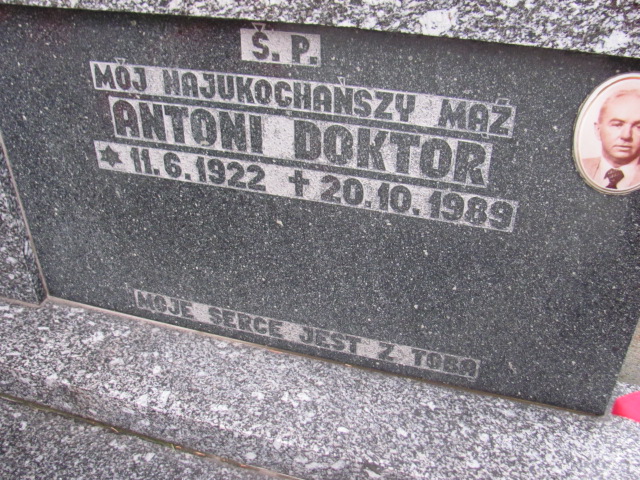 Ś. P.
MÓJ NAJUKOCHAŃSZY MĄŻ
ANTONI DOKTOR
* 11.6.1922 + 20.10.1989
MOJE SERCE JEST Z TOBĄ